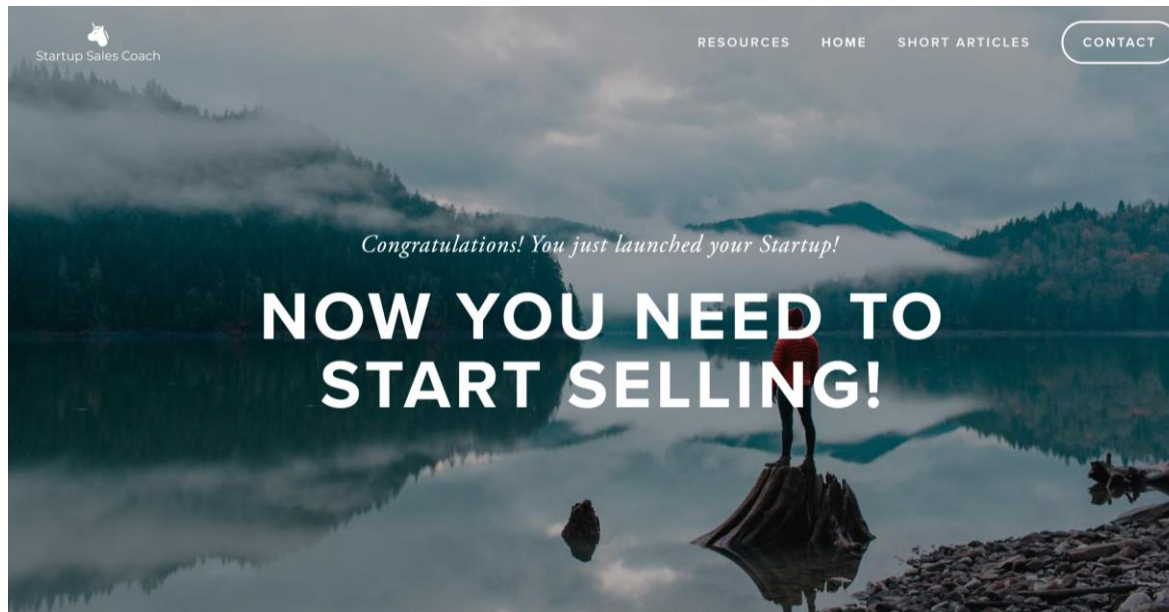 Startup Sales Coach
RESOURCES HOME SHORT ARTICLES CONTACT
Congratulations! You just launched your Startup!
NOW YOU NEED TO
START SELLING!